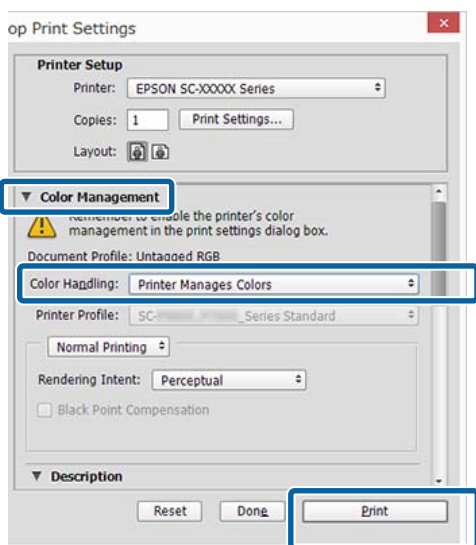 op Print Settings
Printer Setup
Printer: EPSON SC-XXXXX Series
Copies: 1 Print Settings...
Layout:
Color Management
Remember to enable the printer's color
management in the print settings dialog box.
Document Profile: Untagged RGB
Color Handling: Printer Manages Colors
Printer Profile: SC- _Series Standard
Normal Printing
Rendering Intent: Perceptual
Black Point Compensation
Description
Reset Done Print